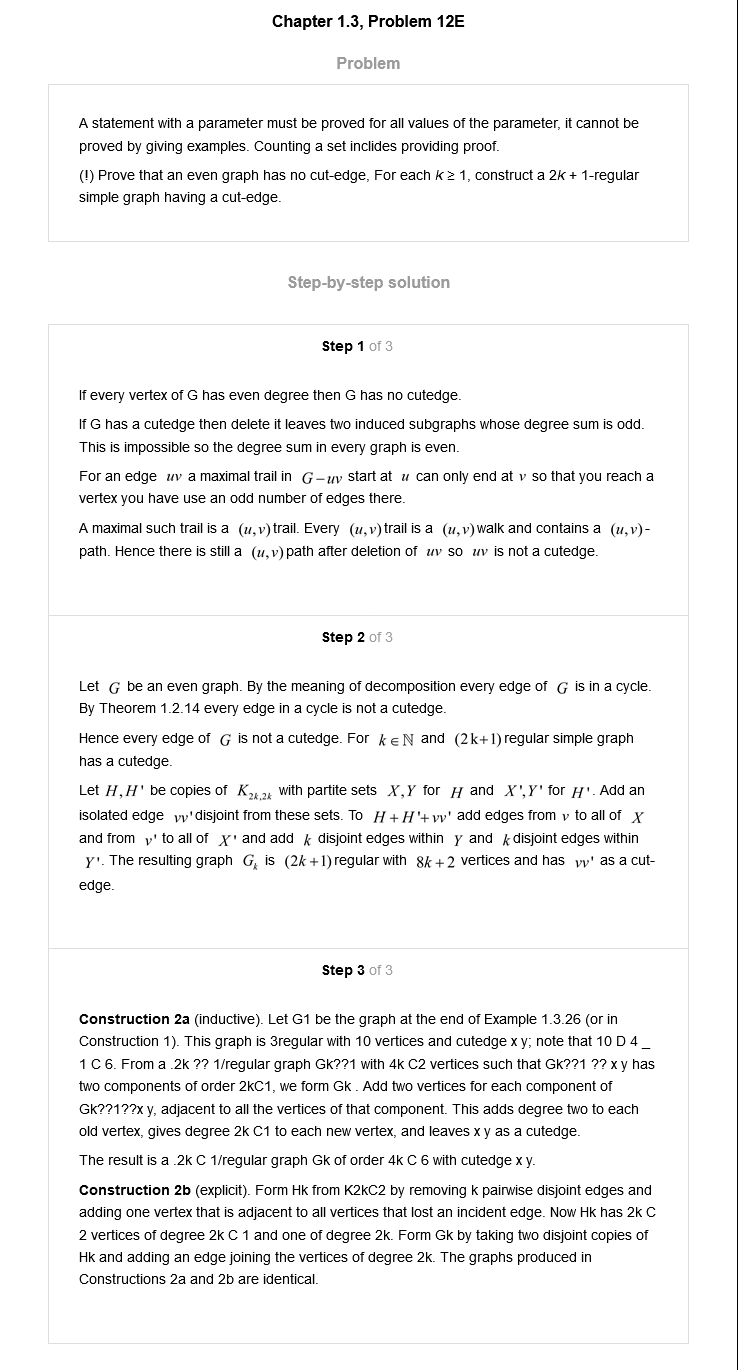 Chapter 1.3, Problem 12E
Problem
A statement with a parameter must be proved for all values of the parameter, it cannot be
proved by giving examples. Counting a set inclides providing proof.
(!) Prove that an even graph has no cut-edge, For each k ≥ 1, construct a 2k + 1-regular
simple graph having a cut-edge.
Step-by-step solution
Step 1 of 3
If every vertex of G has even degree then G has no cutedge.
If G has a cutedge then delete it leaves two induced subgraphs whose degree sum is odd.
This is impossible so the degree sum in every graph is even.
For an edge uv a maximal trail in G−uv start at u can only end at v so that you reach a
vertex you have use an odd number of edges there.
A maximal such trail is a (u,v)trail. Every (u,v)trail is a (u,v)walk and contains a (u,v)-
path. Hence there is still a (u,v)path after deletion of uv so uv is not a cutedge.
Step 2 of 3
Let G be an even graph. By the meaning of decomposition every edge of G is in a cycle.
By Theorem 1.2.14 every edge in a cycle is not a cutedge.
Hence every edge of G is not a cutedge. For k∈ℕ and (2k+1)regular simple graph
has a cutedge.
Let H,H' be copies of K₂ₖ,₂ₖ with partite sets X,Y for H and X',Y' for H'. Add an
isolated edge vv'disjoint from these sets. To H+H'+vv' add edges from v to all of X
and from v' to all of X' and add k disjoint edges within Y and k disjoint edges within
Y'. The resulting graph Gₖ is (2k+1)regular with 8k+2 vertices and has vv' as a cut-
edge.
Step 3 of 3
Construction 2a (inductive). Let G1 be the graph at the end of Example 1.3.26 (or in
Construction 1). This graph is 3regular with 10 vertices and cutedge x y; note that 10 D 4 _
1 C 6. From a .2k ?? 1/regular graph Gk??1 with 4k C2 vertices such that Gk??1 ?? x y has
two components of order 2kC1, we form Gk . Add two vertices for each component of
Gk??1??x y, adjacent to all the vertices of that component. This adds degree two to each
old vertex, gives degree 2k C1 to each new vertex, and leaves x y as a cutedge.
The result is a .2k C 1/regular graph Gk of order 4k C 6 with cutedge x y.
Construction 2b (explicit). Form Hk from K2kC2 by removing k pairwise disjoint edges and
adding one vertex that is adjacent to all vertices that lost an incident edge. Now Hk has 2k C
2 vertices of degree 2k C 1 and one of degree 2k. Form Gk by taking two disjoint copies of
Hk and adding an edge joining the vertices of degree 2k. The graphs produced in
Constructions 2a and 2b are identical.